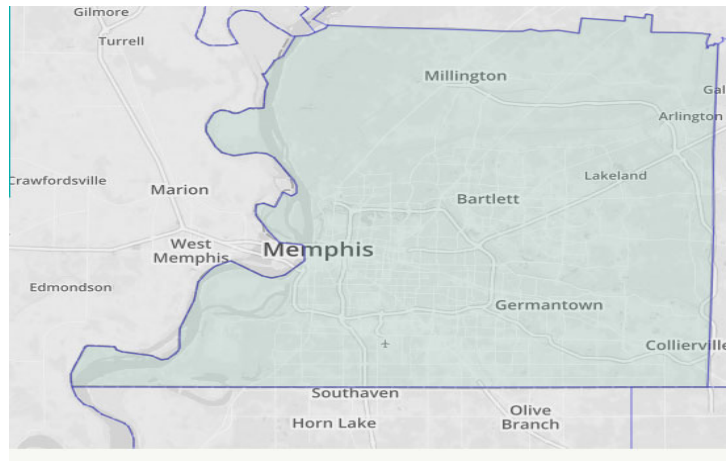 Gilmore
Turrell
Millington
Gal
Arlington
Lakeland
Crawfordsville
Marion
Bartlett
West
Memphis
Memphis
Edmondson
Germantown
Collierville
Southaven
Horn Lake
Olive
Branch